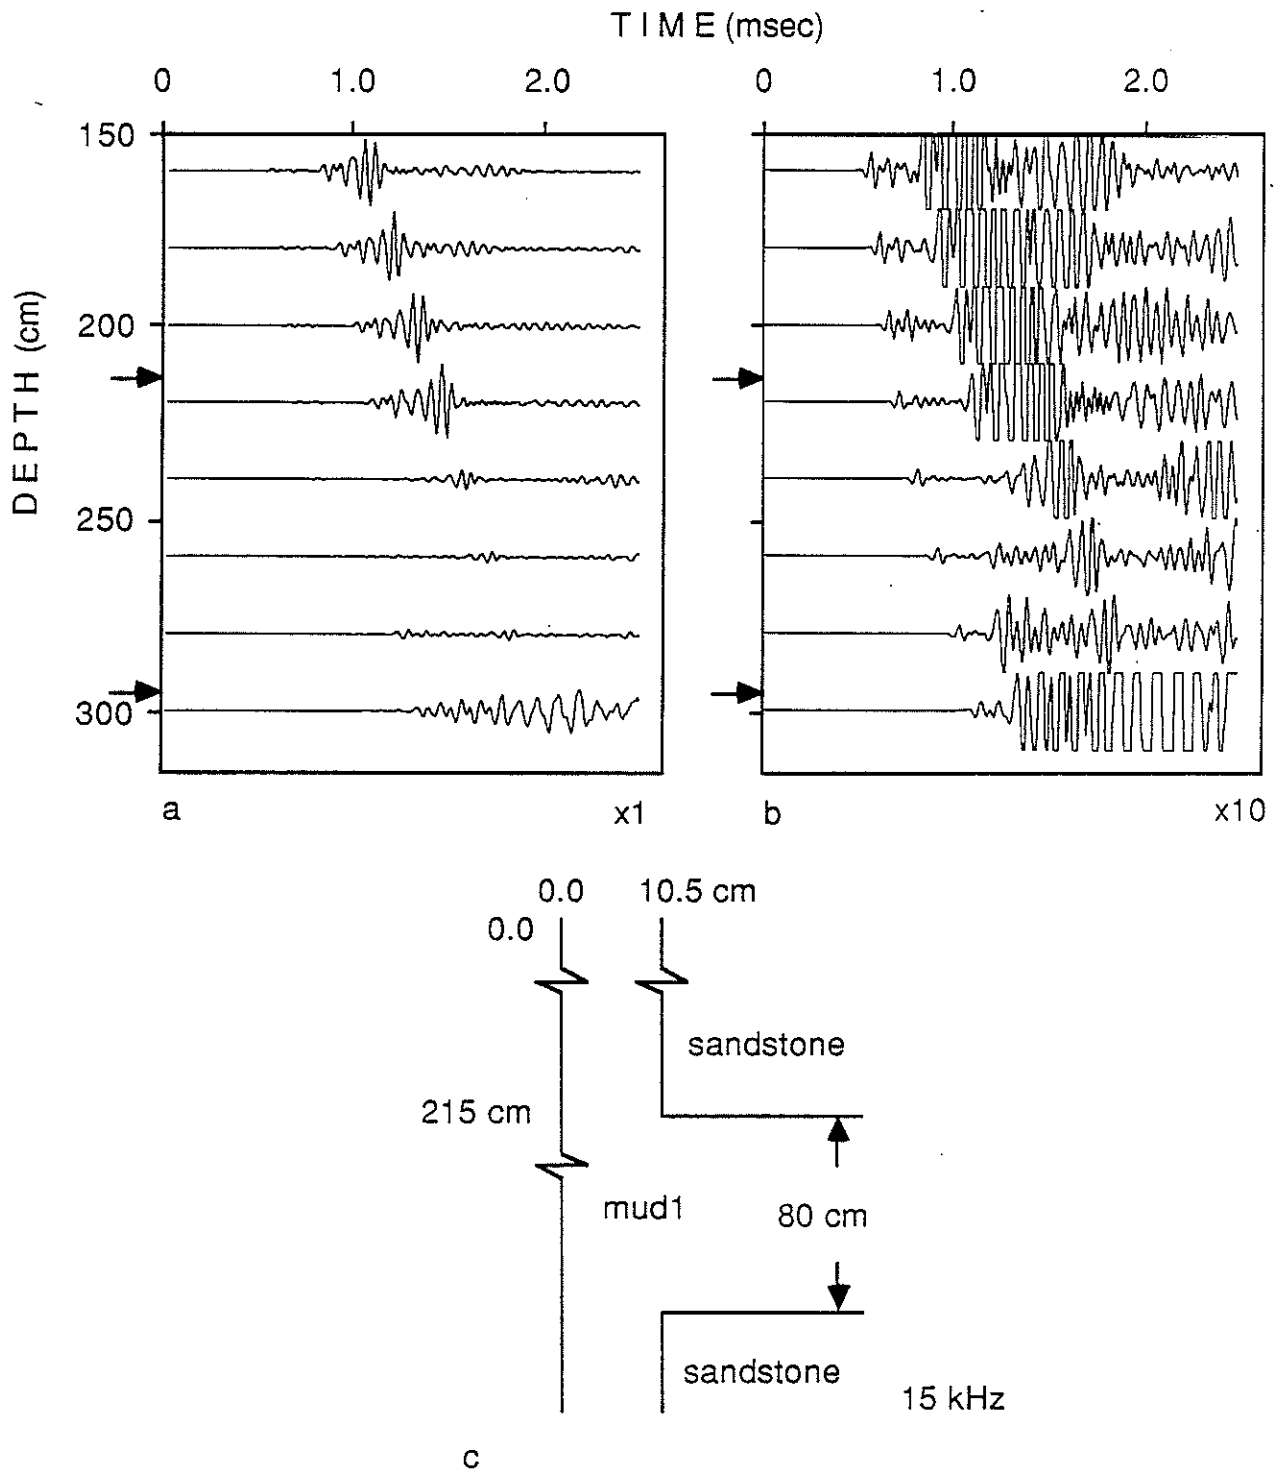 TIME (msec)
0 1.0 2.0 0 1.0 2.0
150
200
250
300
DEPTH (cm)
a x1 b x10
0.0 10.5 cm
0.0
sandstone
215 cm
mud1 80 cm
sandstone
15 kHz
c